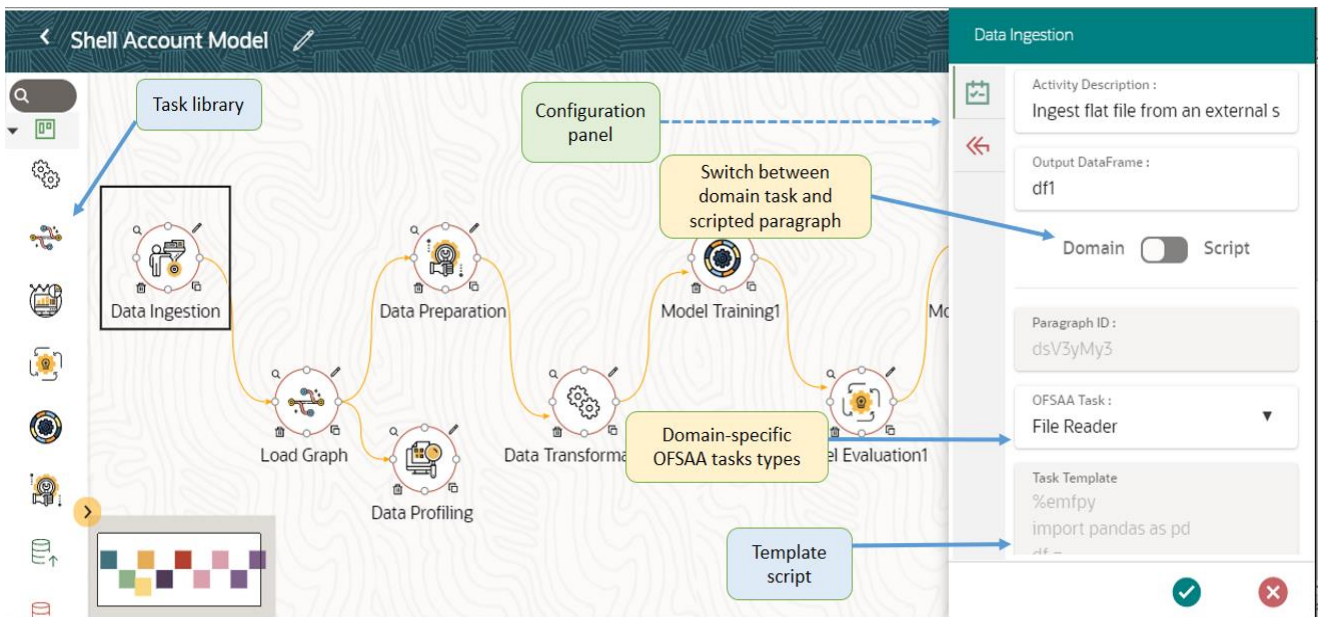 Shell Account Model
Data Ingestion
Task library
Configuration
panel
Activity Description :
Ingest flat file from an external s
Output DataFrame :
df1
Switch between
domain task and
scripted paragraph
Domain
Script
Data Ingestion
Data Preparation
Model Training1
Mo
Paragraph ID :
dsV3yMy3
OFSAA Task :
File Reader
Load Graph
Data Transforma
Domain-specific
OFSAA tasks types
el Evaluation1
Data Profiling
Task Template
%emfpy
import pandas as pd
df =
Template
script